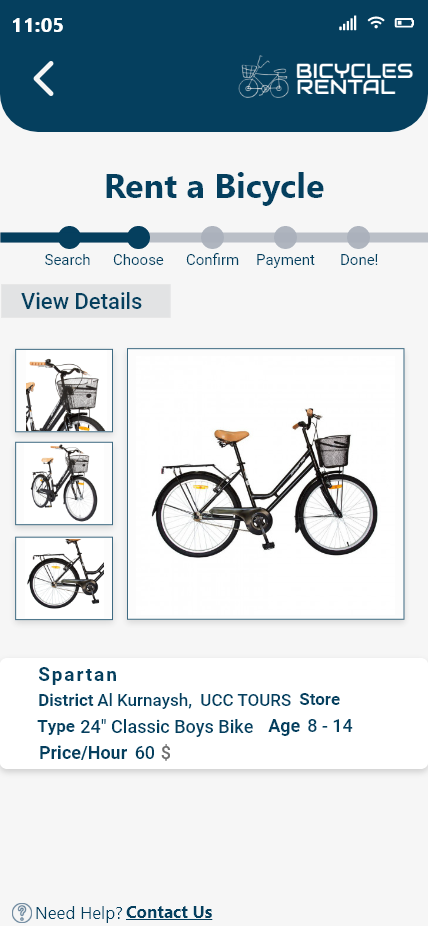 11:05
BICYCLES
RENTAL
Rent a Bicycle
Search Choose Confirm Payment Done!
View Details
Spartan
District Al Kurnaysh, UCC TOURS Store
Type 24" Classic Boys Bike Age 8 - 14
Price/Hour 60 $
Need Help? Contact Us